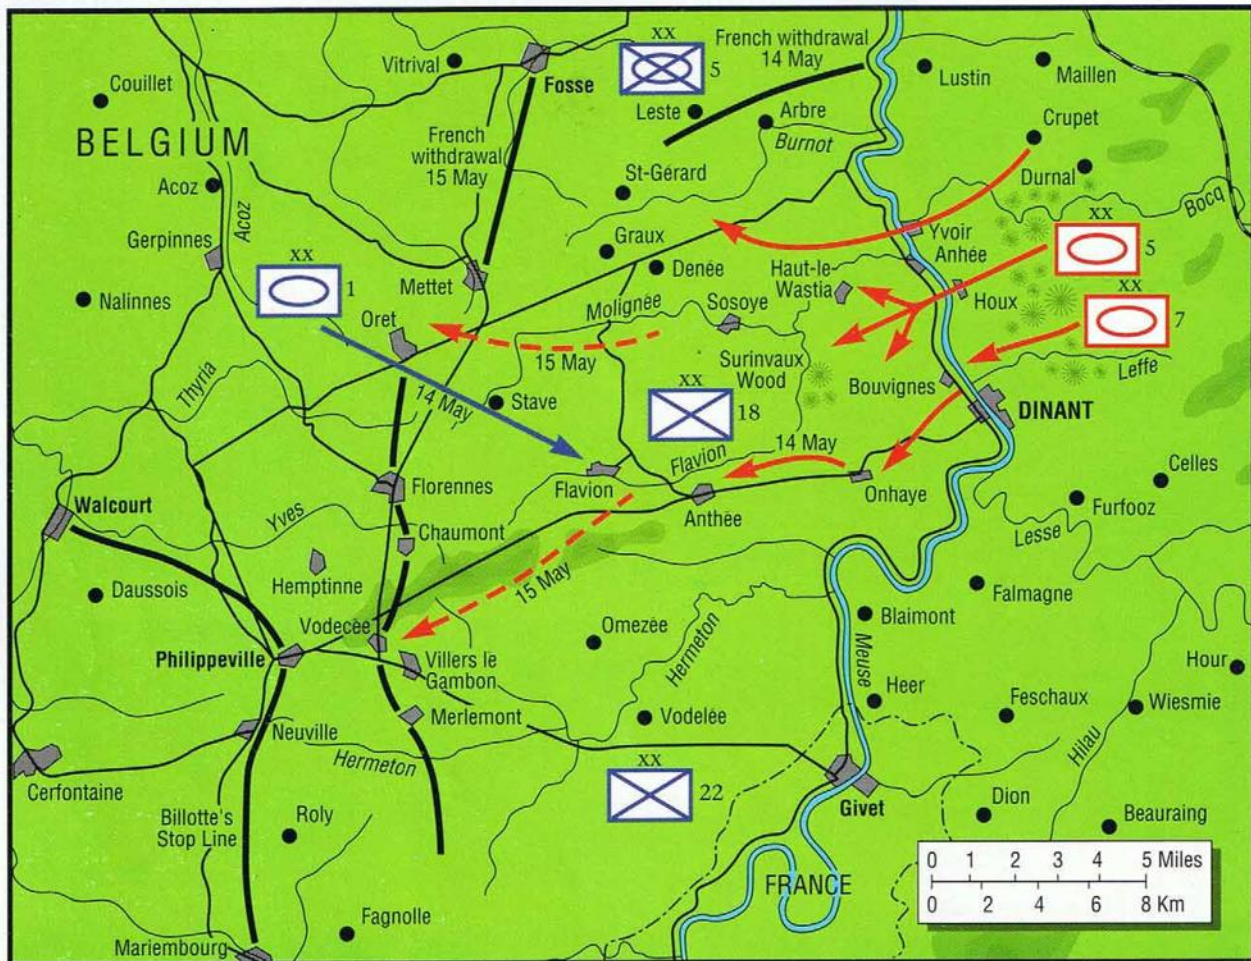 XX
5
French withdrawal
14 May
Couillet
Vitrival
Fosse
Lustin
Maillen
Leste
Arbre
Crupet
BELGIUM
French
withdrawal
15 May
Burnot
Durnal
Acoz
Acoz
St-Gérard
Bocq
Gerpinnes
Graux
Yvoir
Anhée
XX
5
XX
1
Mettet
Denée
Haut-le-
Wastia
Houx
Nalinnes
Molignée
Sosoye
XX
7
Oret
15 May
Surinvaux
Wood
Leffe
Thyria
14 May
Stave
XX
18
Bouvignes
DINANT
Flavion
14 May
Flavion
Celles
Walcourt
Florennes
Anthée
Onhaye
Furfooz
Yves
Chaumont
Lesse
Hemptinne
15 May
Daussois
Falmagne
Blaimont
Vodecée
Omezée
Meuse
Philippeville
Villers le
Gambon
Hermeton
Hour
Heer
Feschaux
Wiesmie
Merlemont
Vodelée
Neuville
Hilau
Hermeton
XX
22
Cerfontaine
Givet
Billotte's
Stop Line
Roly
Dion
Beauraing
0 1 2 3 4 5 Miles
0 2 4 6 8 Km
FRANCE
Fagnolle
Mariembourg